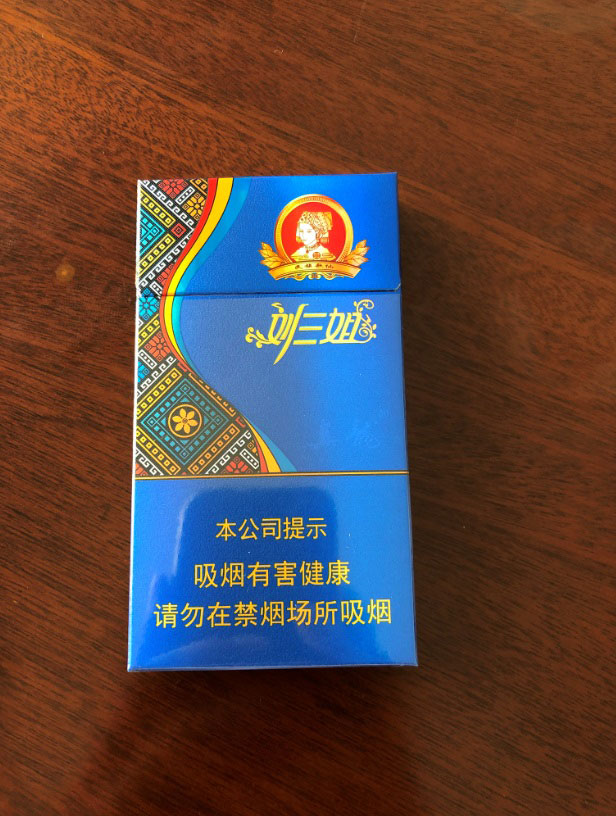 刘三姐
本公司提示
吸烟有害健康
请勿在禁烟场所吸烟